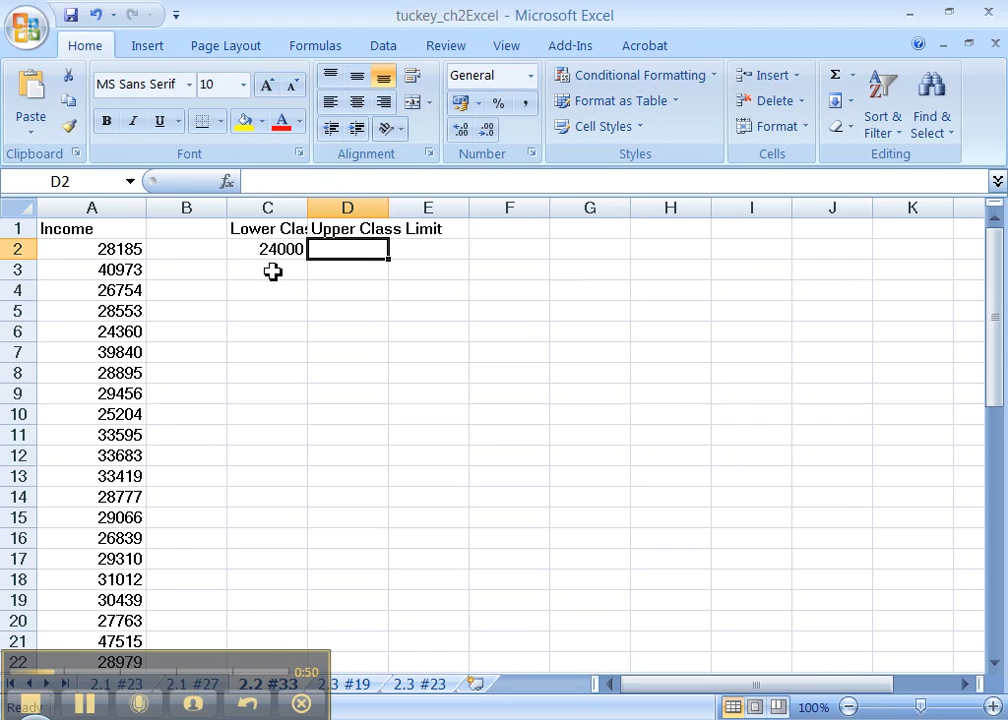 tuckey_ch2Excel - Microsoft Excel
Home Insert Page Layout Formulas Data Review View Add-Ins Acrobat
MS Sans Serif 10 General Conditional Formatting Insert Σ
Paste Format as Table Delete Sort & Filter Find & Select
B I U A $ % , Cell Styles Format
Clipboard Font Alignment Number Styles Cells Editing
D2 fx
A B C D E F G H I J K
1 Income Lower Clas Upper Class Limit
2 28185 24000
3 40973
4 26754
5 28553
6 24360
7 39840
8 28895
9 29456
10 25204
11 33595
12 33683
13 33419
14 28777
15 29066
16 26839
17 29310
18 31012
19 30439
20 27763
21 47515
22 28979
0:50
2.1 #23 2.1 #27 2.2 #33 2.3 #19 2.3 #23
Ready 100%